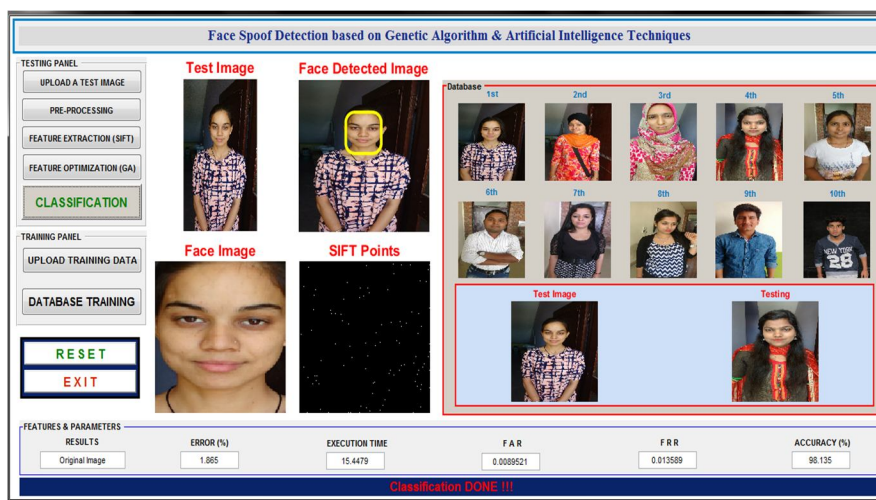 Face Spoof Detection based on Genetic Algorithm & Artificial Intelligence Techniques
TESTING PANEL
UPLOAD A TEST IMAGE
PRE-PROCESSING
FEATURE EXTRACTION (SIFT)
FEATURE OPTIMIZATION (GA)
CLASSIFICATION
TRAINING PANEL
UPLOAD TRAINING DATA
DATABASE TRAINING
RESET
EXIT
Test Image
Face Detected Image
Face Image
SIFT Points
Database
1st 2nd 3rd 4th 5th
6th 7th 8th 9th 10th
NEW YORK
28
Test Image
Testing
FEATURES & PARAMETERS
RESULTS ERROR (%) EXECUTION TIME F A R F R R ACCURACY (%)
Original Image 1.865 15.4479 0.0089521 0.013589 98.135
Classification DONE !!!